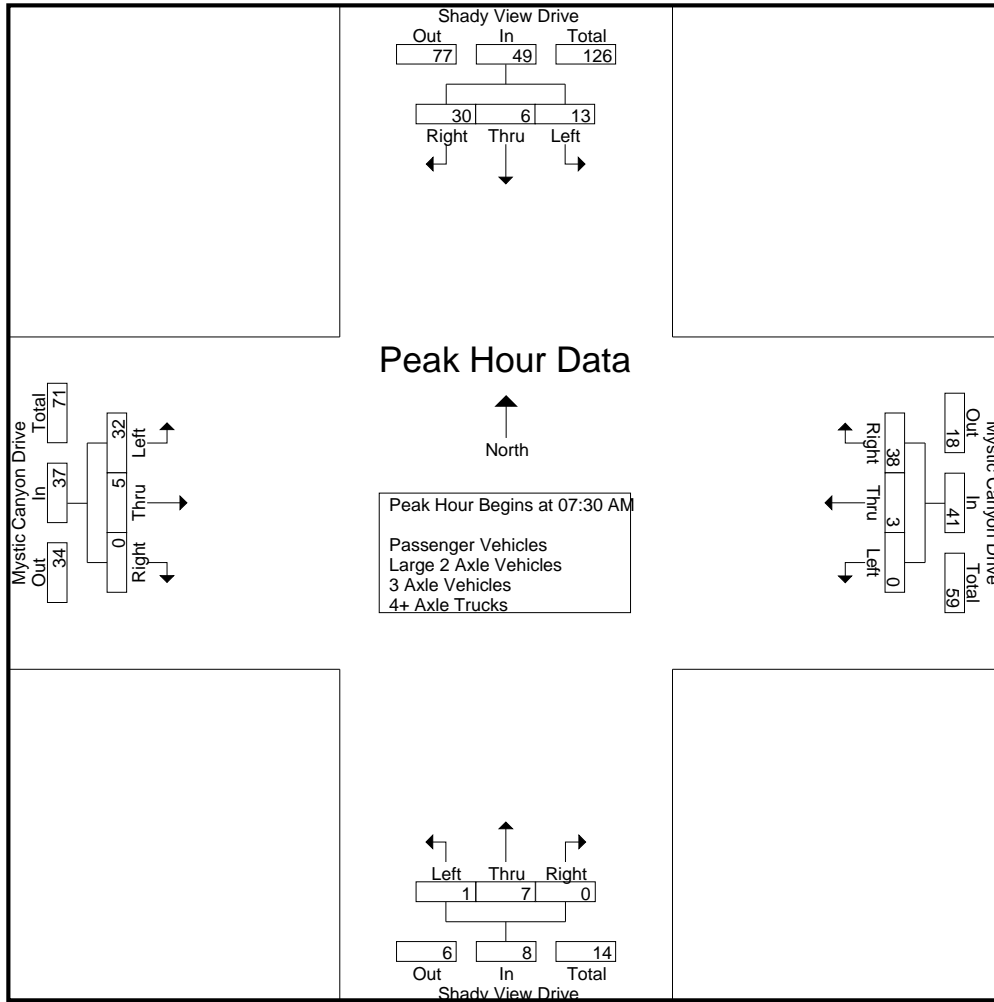 Shady View Drive
Out In Total
77 49 126
30 6 13
Right Thru Left
Peak Hour Data
North
Peak Hour Begins at 07:30 AM
Passenger Vehicles
Large 2 Axle Vehicles
3 Axle Vehicles
4+ Axle Trucks
Mystic Canyon Drive
Out In Total
34 37 71
32 5 0
Left Thru Right
Mystic Canyon Drive
Out In Total
18 41 59
38 3 0
Right Thru Left
Left Thru Right
1 7 0
6 8 14
Out In Total
Shady View Drive